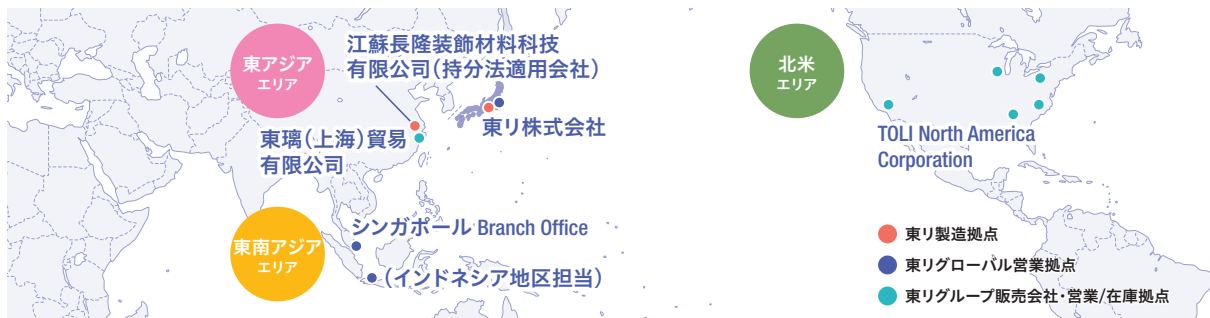 東アジア
エリア
江蘇長隆装飾材料科技
有限公司（持分法適用会社）
東リ株式会社
東璃（上海）貿易
有限公司
東南アジア
エリア
シンガポール Branch Office
（インドネシア地区担当）
北米
エリア
TOLI North America
Corporation
東リ製造拠点
東リグローバル営業拠点
東リグループ販売会社・営業/在庫拠点